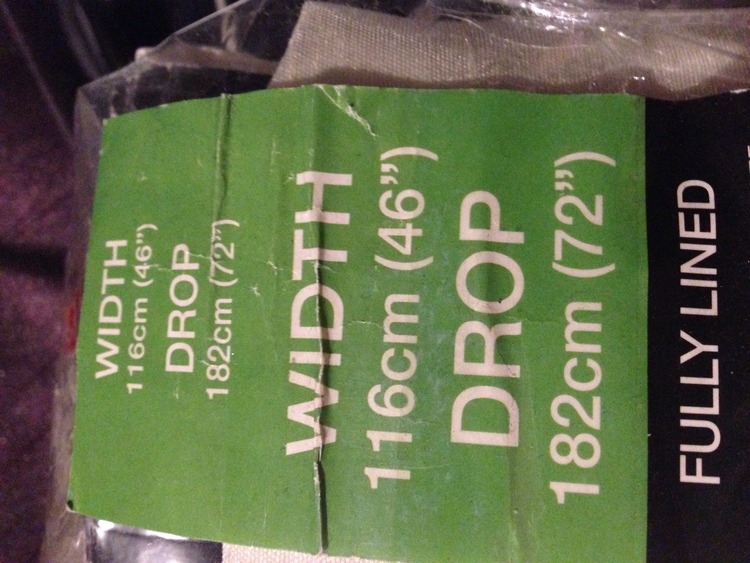 WIDTH
116cm (46")
DROP
182cm (72")
WIDTH
116cm (46")
DROP
182cm (72")
FULLY LINED